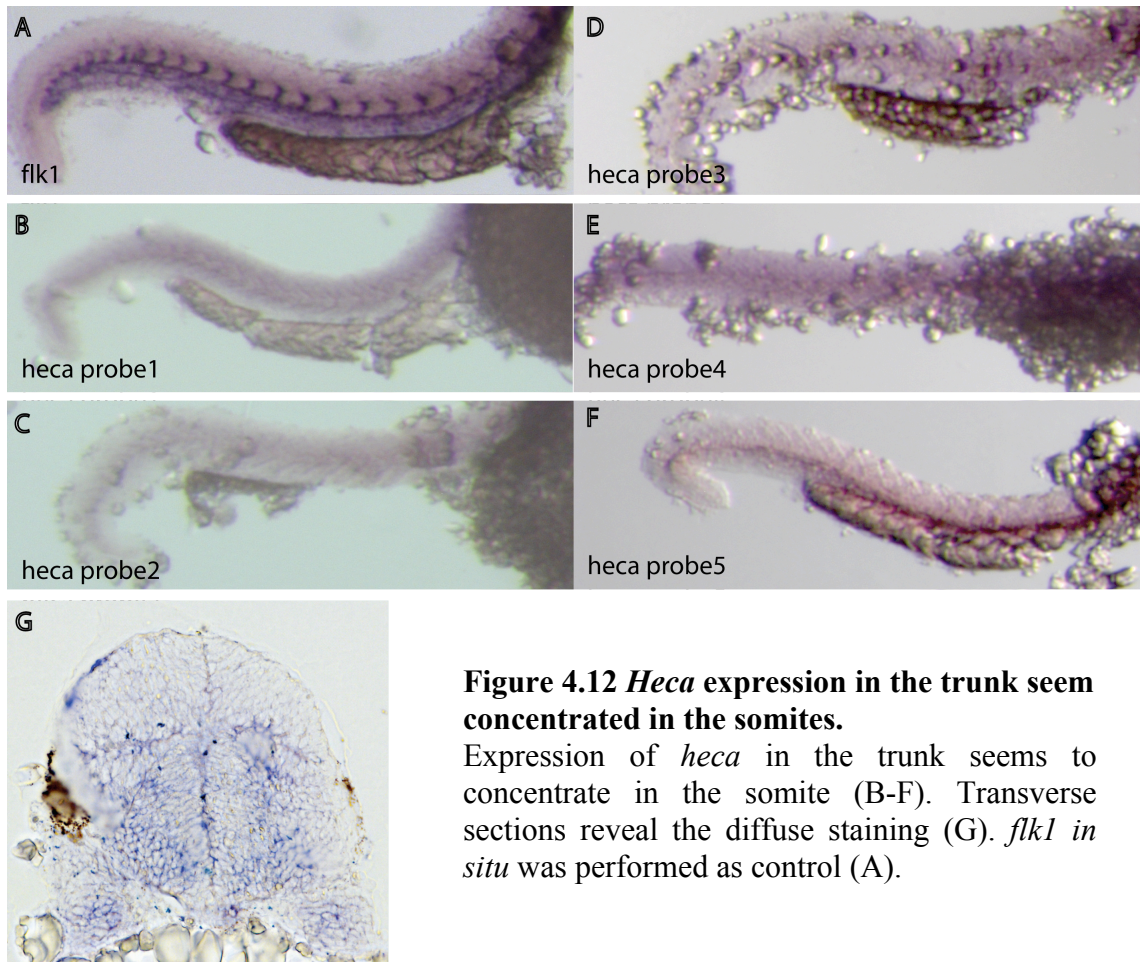 A
flk1
B
heca probe1
C
heca probe2
D
heca probe3
E
heca probe4
F
heca probe5
G
Figure 4.12 Heca expression in the trunk seem
concentrated in the somites.
Expression of heca in the trunk seems to
concentrate in the somite (B-F). Transverse
sections reveal the diffuse staining (G). flk1 in
situ was performed as control (A).